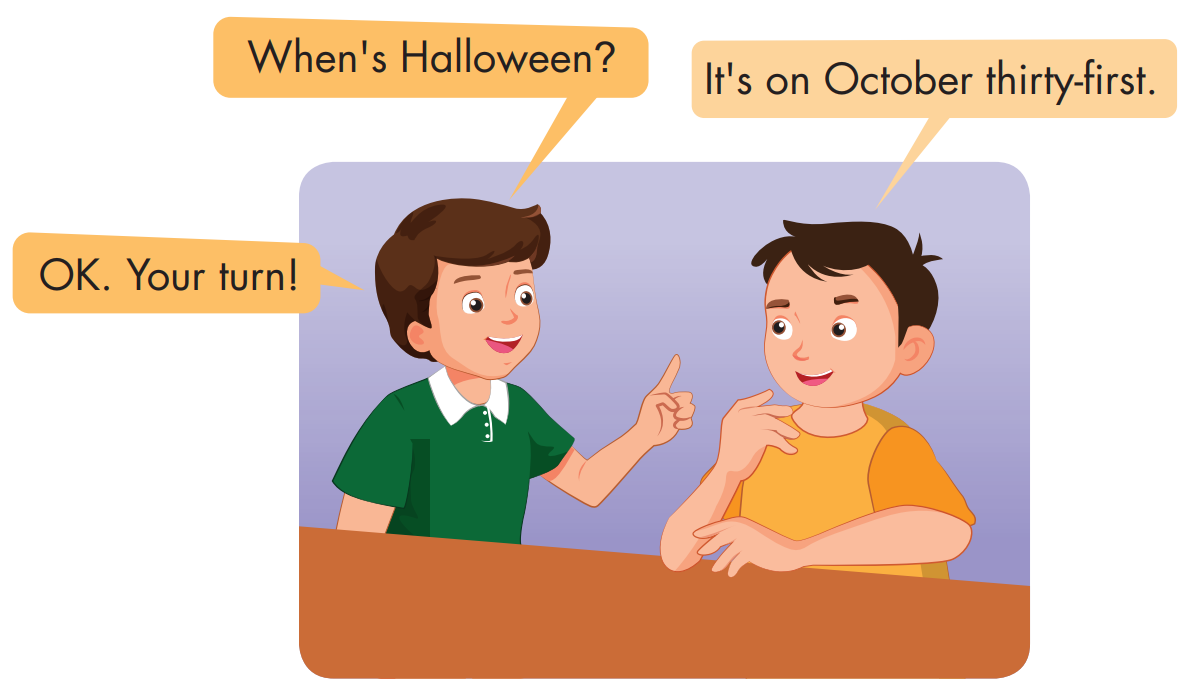 When's Halloween?
It's on October thirty-first.
OK. Your turn!